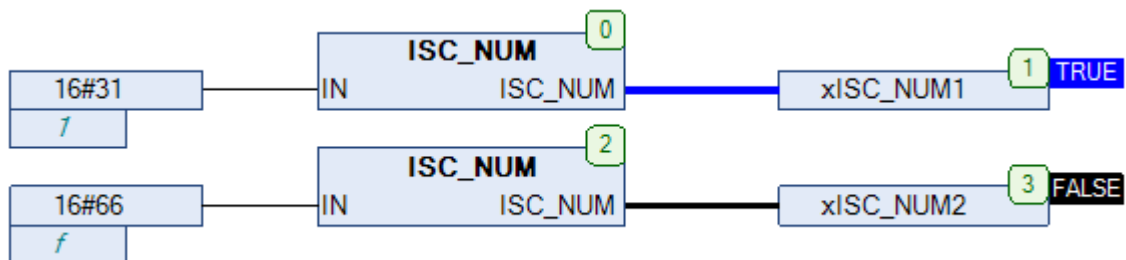 0
ISC_NUM
16#31 IN ISC_NUM xISC_NUM1 1 TRUE
1
2
ISC_NUM
16#66 IN ISC_NUM xISC_NUM2 3 FALSE
f